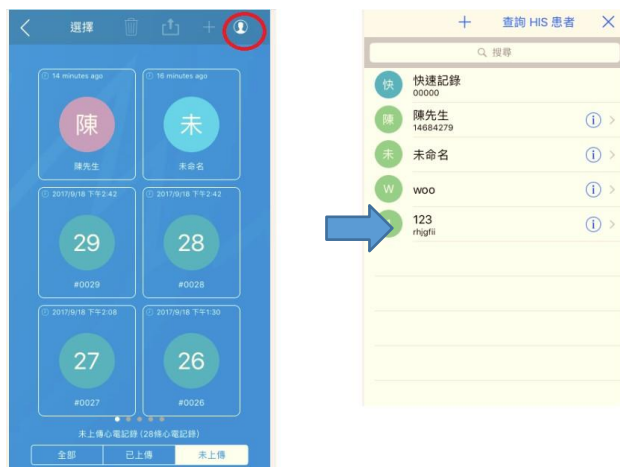 選擇
14 minutes ago
16 minutes ago
陳
未
陳先生
未命名
2017/9/18 下午2:42
2017/9/18 下午2:42
29
28
#0029
#0028
2017/9/18 下午2:08
2017/9/18 下午1:30
27
26
#0027
#0026
未上傳心電記錄 (28條心電記錄)
全部
已上傳
未上傳
+ 查詢 HIS 患者 ×
搜尋
快
快速記錄
00000
陳
陳先生
14684279
未
未命名
W
woo
123
rhjgfii